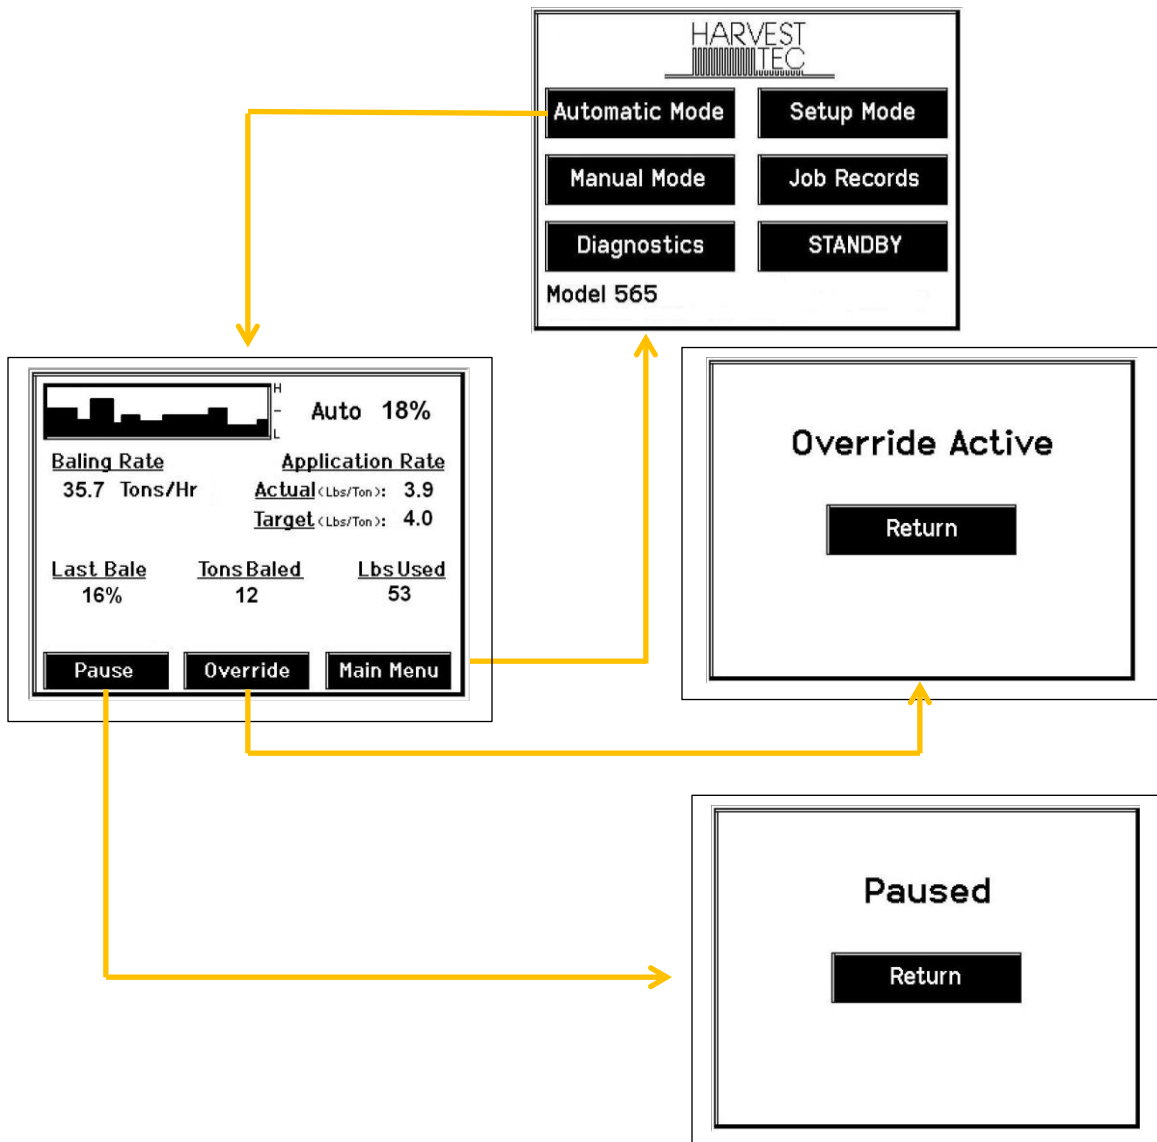 HARVEST
TEC
Automatic Mode Setup Mode
Manual Mode Job Records
Diagnostics STANDBY
Model 565
H
–
L
Auto 18%
Baling Rate Application Rate
35.7 Tons/Hr Actual (Lbs/Ton): 3.9
Target (Lbs/Ton): 4.0
Last Bale Tons Baled Lbs Used
16% 12 53
Pause Override Main Menu
Override Active
Return
Paused
Return